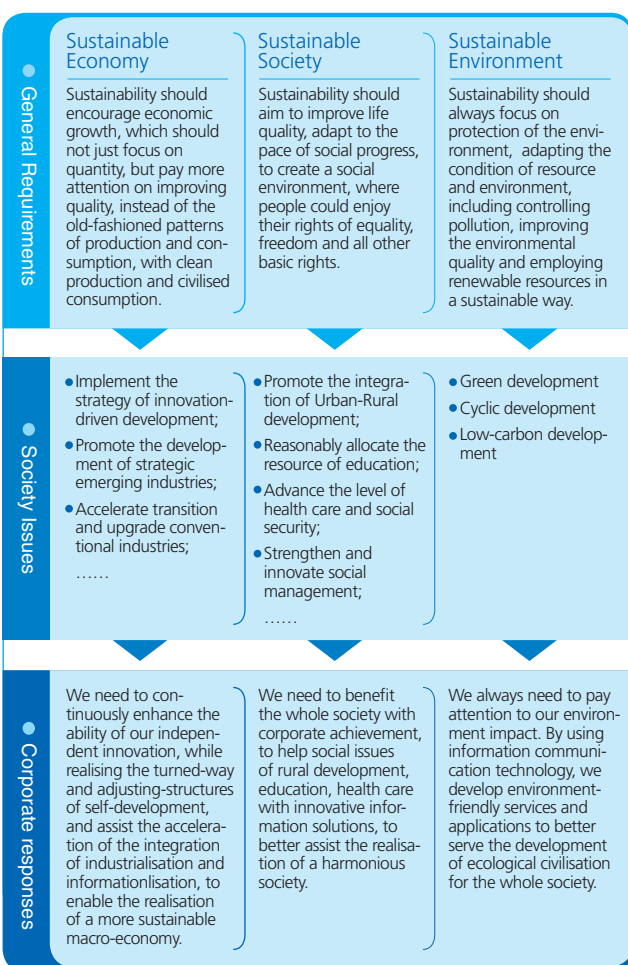 General Requirements
Sustainable
Economy
Sustainability should
encourage economic
growth, which should
not just focus on
quantity, but pay more
attention on improving
quality, instead of the
old-fashioned patterns
of production and con-
sumption, with clean
production and civilised
consumption.
Sustainable
Society
Sustainability should
aim to improve life
quality, adapt to the
pace of social progress,
to create a social
environment, where
people could enjoy
their rights of equality,
freedom and all other
basic rights.
Sustainable
Environment
Sustainability should
always focus on
protection of the envi-
ronment, adapting the
condition of resource
and environment,
including controlling
pollution, improving
the environmental
quality and employing
renewable resources in
a sustainable way.
Society Issues
• Implement the
strategy of innovation-
driven development;
• Promote the develop-
ment of strategic
emerging industries;
• Accelerate transition
and upgrade conven-
tional industries;
……
• Promote the integra-
tion of Urban-Rural
development;
• Reasonably allocate the
resource of education;
• Advance the level of
health care and social
security;
• Strengthen and
innovate social
management;
……
• Green development
• Cyclic development
• Low-carbon develop-
ment
Corporate responses
We need to con-
tinuously enhance the
ability of our indepen-
dent innovation, while
realising the turned-way
and adjusting-structures
of self-development,
and assist the accelera-
tion of the integration
of industrialisation and
informationlisation, to
enable the realisation
of a more sustainable
macro-economy.
We need to benefit
the whole society with
corporate achievement,
to help social issues
of rural development,
education, health care
with innovative infor-
mation solutions, to
better assist the realisa-
tion of a harmonious
society.
We always need to pay
attention to our environ-
ment impact. By using
information communi-
cation technology, we
develop environment-
friendly services and
applications to better
serve the development
of ecological civilisation
for the whole society.